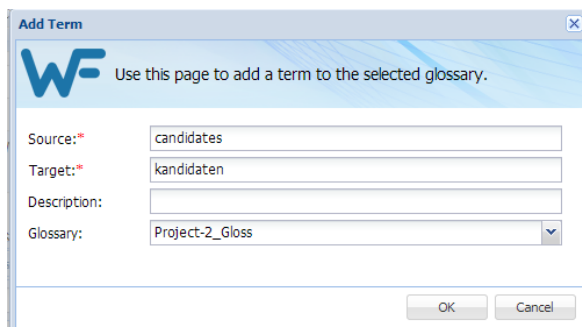 Add Term
WF Use this page to add a term to the selected glossary.
Source:* candidates
Target:* kandidaten
Description:
Glossary: Project-2_Gloss
OK Cancel